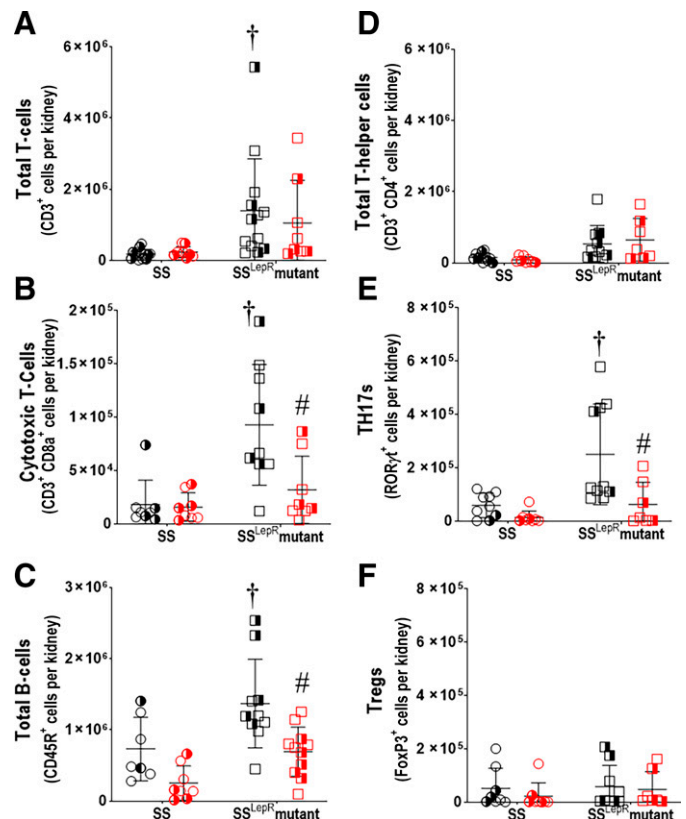 A
Total T-cells
(CD3⁺ cells per kidney)
6×10⁶
4×10⁶
2×10⁶
0
†
SS
SS^LepR mutant
B
Cytotoxic T-Cells
(CD3⁺ CD8a⁺ cells per kidney)
2×10⁵
1.5×10⁵
1×10⁵
5×10⁴
0
†
#
SS
SS^LepR mutant
C
Total B-cells
(CD45R⁺ cells per kidney)
3×10⁶
2×10⁶
1×10⁶
0
†
#
SS
SS^LepR mutant
D
Total T-helper cells
(CD3⁺ CD4⁺ cells per kidney)
6×10⁶
4×10⁶
2×10⁶
0
SS
SS^LepR mutant
E
TH17s
(RORγt⁺ cells per kidney)
8×10⁵
6×10⁵
4×10⁵
2×10⁵
0
†
#
SS
SS^LepR mutant
F
Tregs
(FoxP3⁺ cells per kidney)
8×10⁵
6×10⁵
4×10⁵
2×10⁵
0
SS
SS^LepR mutant